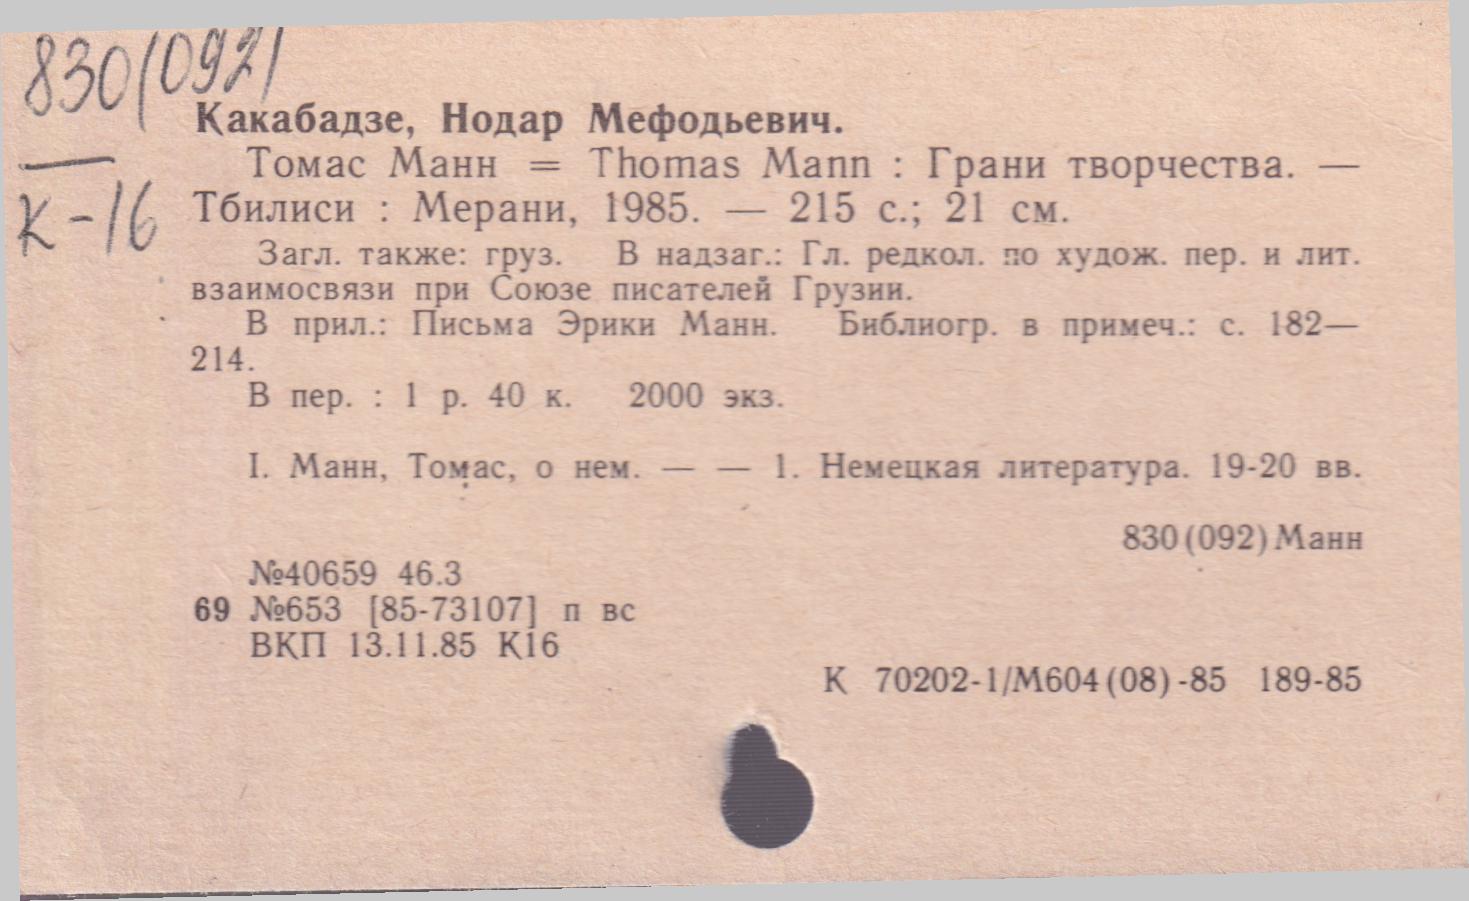 830(092)
К-16
Какабадзе, Нодар Мефодьевич.
Томас Манн = Thomas Mann : Грани творчества. —
Тбилиси : Мерани, 1985. — 215 с.; 21 см.
Загл. также: груз. В надзаг.: Гл. редкол. по худож. пер. и лит.
взаимосвязи при Союзе писателей Грузии.
В прил.: Письма Эрики Манн. Библиогр. в примеч.: с. 182—
214.
В пер. : 1 р. 40 к. 2000 экз.
I. Манн, Томас, о нем. — — 1. Немецкая литература. 19-20 вв.
830(092)Манн
№40659 46.3
69 №653 [85-73107] п вс
ВКП 13.11.85 К16
К 70202-1/М604(08)-85 189-85